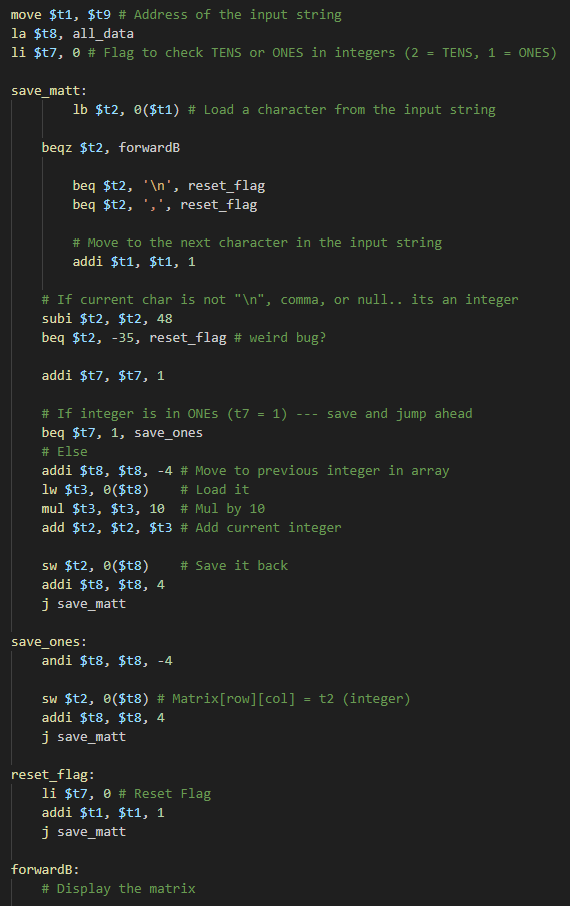 move $t1, $t9 # Address of the input string
la $t8, all_data
li $t7, 0 # Flag to check TENS or ONES in integers (2 = TENS, 1 = ONES)
save_matt:
lb $t2, 0($t1) # Load a character from the input string
beqz $t2, forwardB
beq $t2, '\n', reset_flag
beq $t2, ',', reset_flag
# Move to the next character in the input string
addi $t1, $t1, 1
# If current char is not "\n", comma, or null.. its an integer
subi $t2, $t2, 48
beq $t2, -35, reset_flag # weird bug?
addi $t7, $t7, 1
# If integer is in ONEs (t7 = 1) --- save and jump ahead
beq $t7, 1, save_ones
# Else
addi $t8, $t8, -4 # Move to previous integer in array
lw $t3, 0($t8) # Load it
mul $t3, $t3, 10 # Mul by 10
add $t2, $t2, $t3 # Add current integer
sw $t2, 0($t8) # Save it back
addi $t8, $t8, 4
j save_matt
save_ones:
andi $t8, $t8, -4
sw $t2, 0($t8) # Matrix[row][col] = t2 (integer)
addi $t8, $t8, 4
j save_matt
reset_flag:
li $t7, 0 # Reset Flag
addi $t1, $t1, 1
j save_matt
forwardB:
# Display the matrix